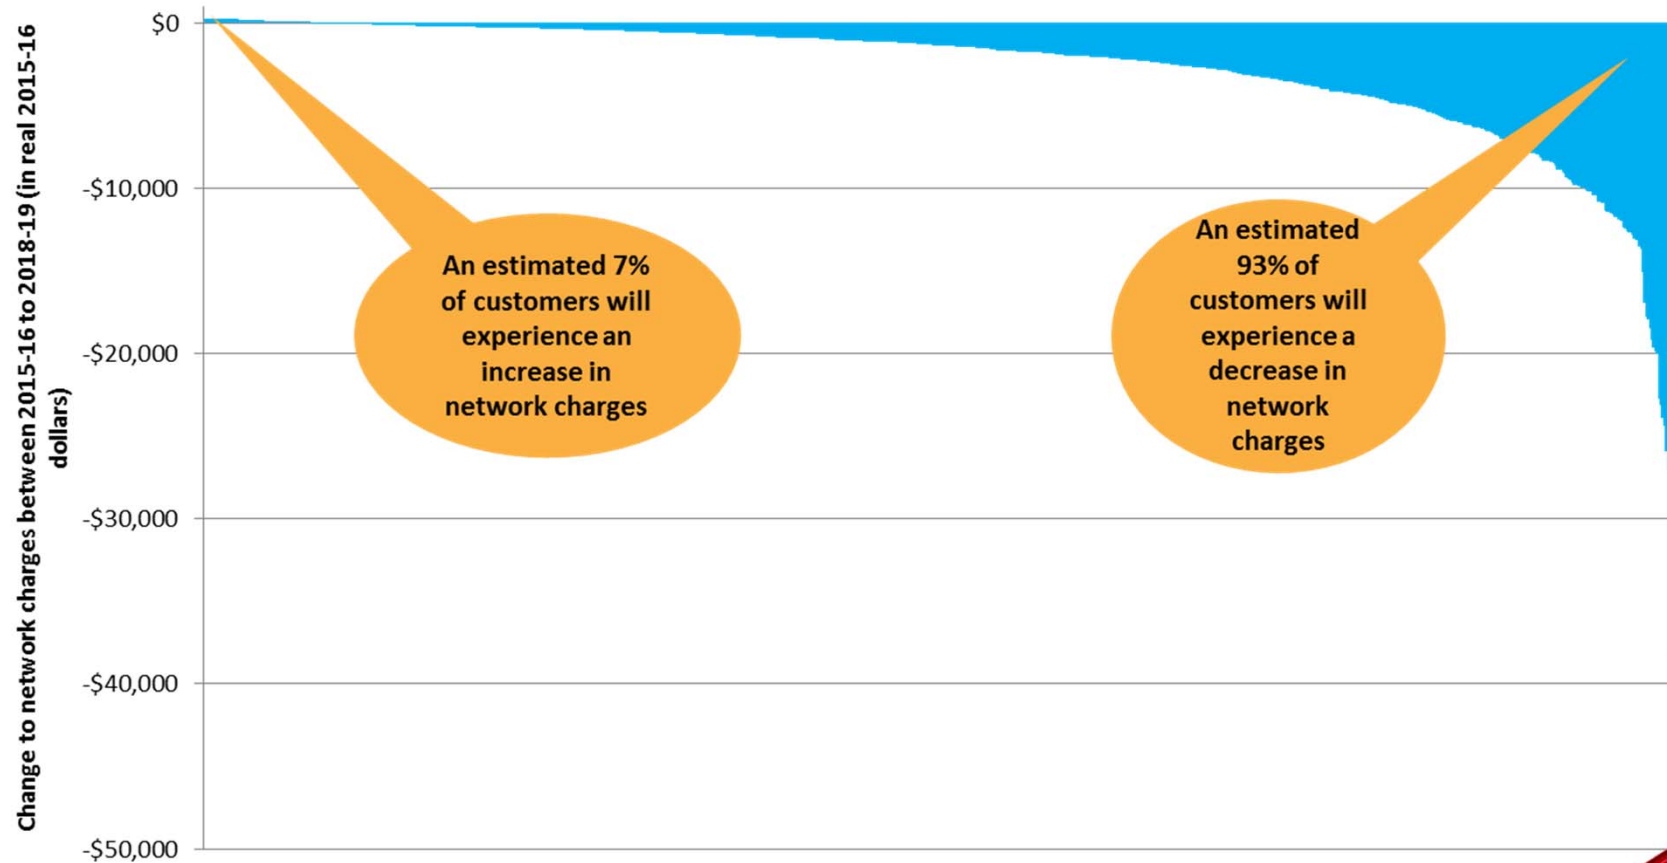 Change to network charges between 2015-16 to 2018-19 (in real 2015-16
dollars)
$0
-$10,000
-$20,000
-$30,000
-$40,000
-$50,000
An estimated 7%
of customers will
experience an
increase in
network charges
An estimated
93% of
customers will
experience a
decrease in
network
charges